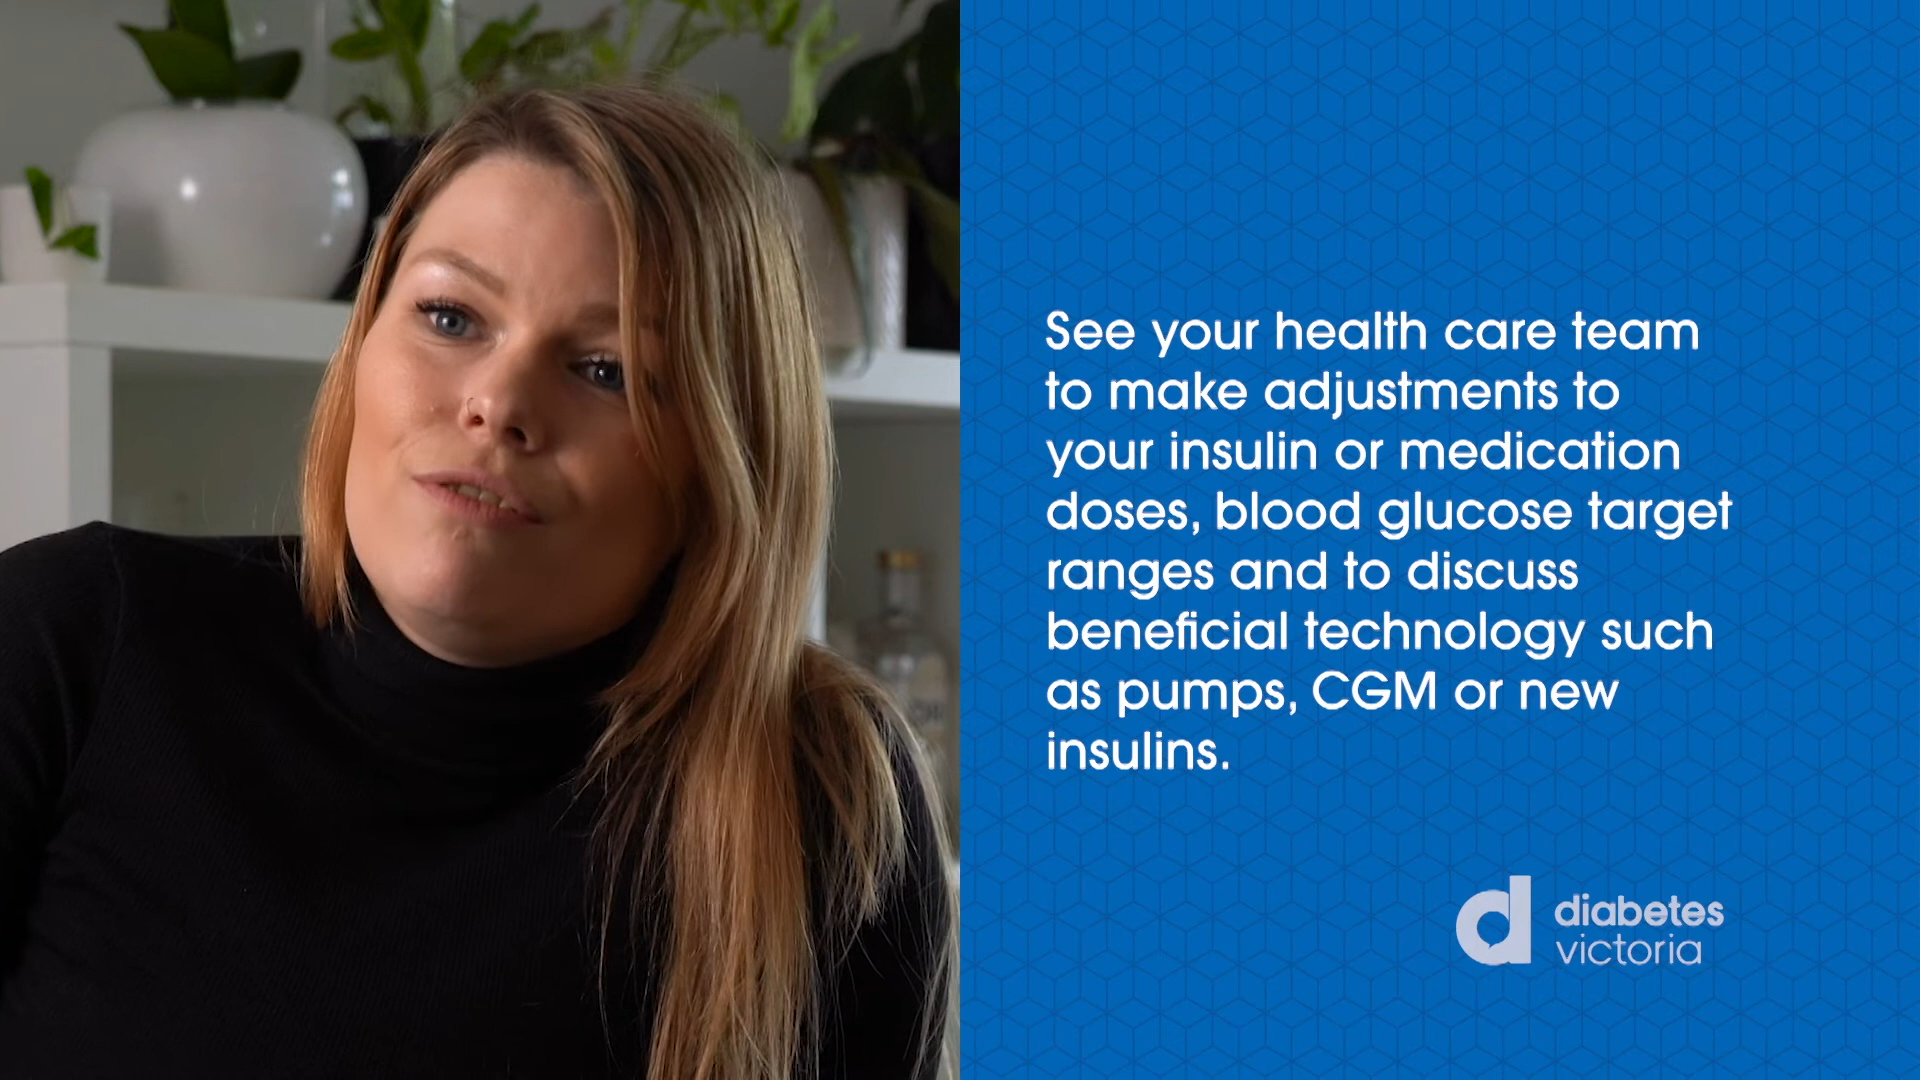 See your health care team
to make adjustments to
your insulin or medication
doses, blood glucose target
ranges and to discuss
beneficial technology such
as pumps, CGM or new
insulins.
diabetes
victoria